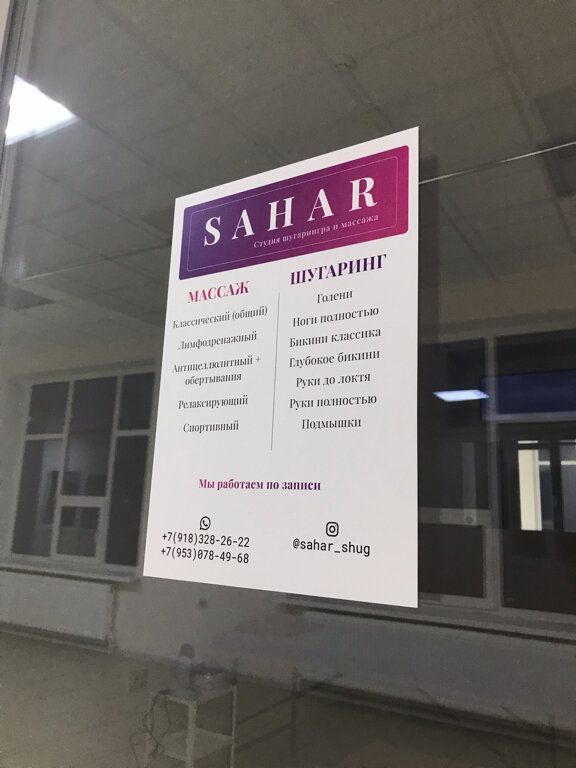 SAHAR
Студия шугарингра и массажа
МАССАЖ
Классический (общий)
Лимфодренажный
Антицеллюлитный +
обертывания
Релаксирующий
Спортивный
ШУГАРИНГ
Голени
Ноги полностью
Бикини классика
Глубокое бикини
Руки до локтя
Руки полностью
Подмышки
Мы работаем по записи
+7(918)328-26-22
+7(953)078-49-68
@sahar_shug